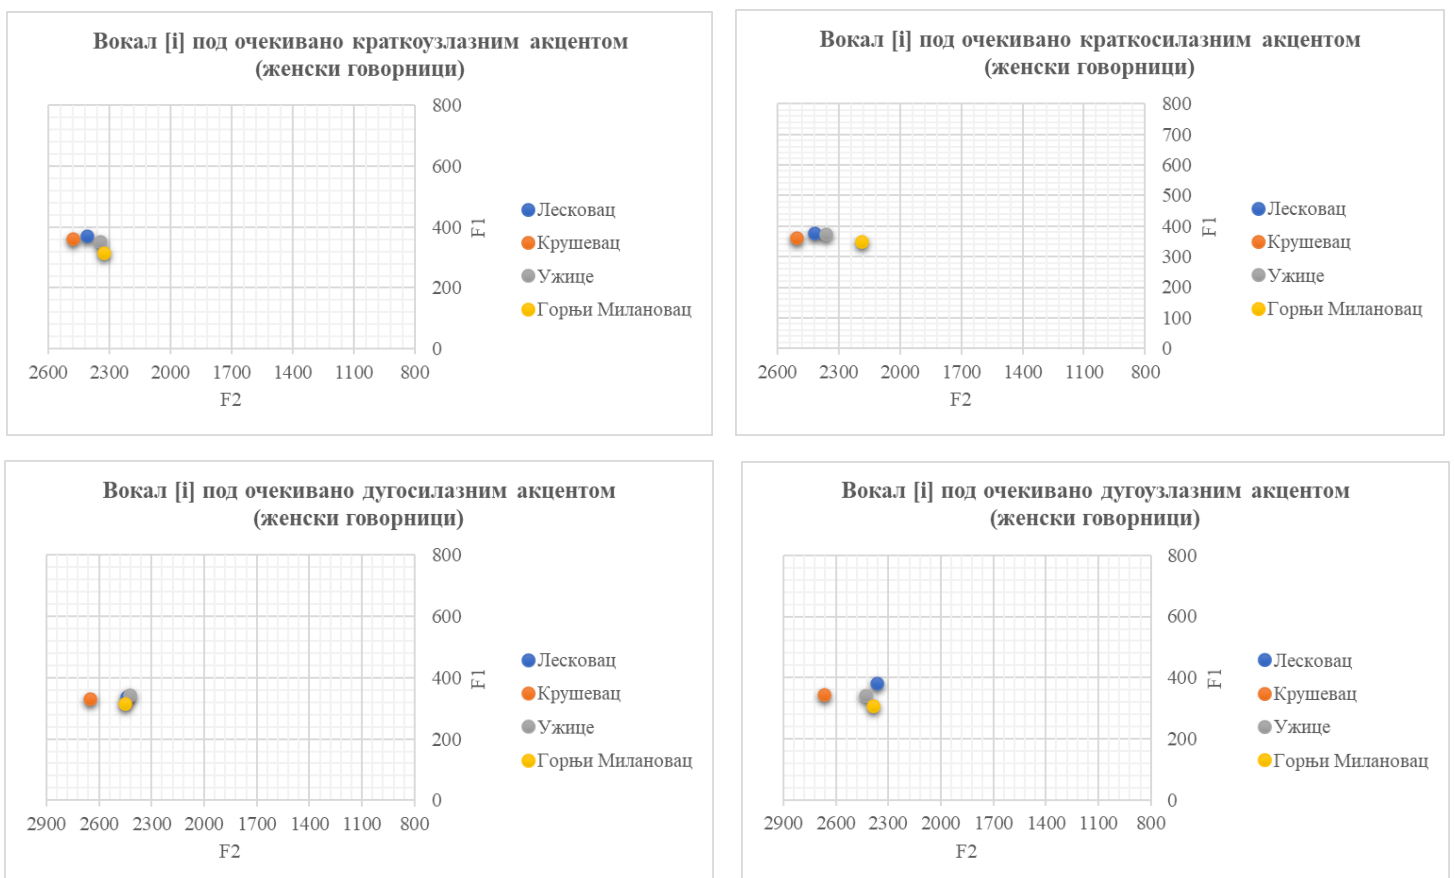 Вокал [i] под очекивано краткоузлазним акцентом
(женски говорници)
800
600
400
200
0
F1
2600 2300 2000 1700 1400 1100 800
F2
Лесковац
Крушевац
Ужице
Горњи Милановац
Вокал [i] под очекивано краткосилазним акцентом
(женски говорници)
800
700
600
500
400
300
200
100
0
F1
2600 2300 2000 1700 1400 1100 800
F2
Лесковац
Крушевац
Ужице
Горњи Милановац
Вокал [i] под очекивано дугосилазним акцентом
(женски говорници)
800
600
400
200
0
F1
2900 2600 2300 2000 1700 1400 1100 800
F2
Лесковац
Крушевац
Ужице
Горњи Милановац
Вокал [i] под очекивано дугоузлазним акцентом
(женски говорници)
800
600
400
200
0
F1
2900 2600 2300 2000 1700 1400 1100 800
F2
Лесковац
Крушевац
Ужице
Горњи Милановац